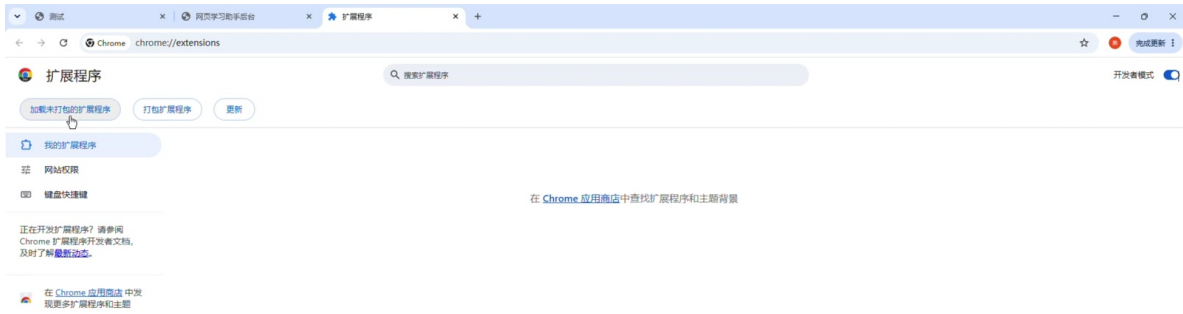 测试
网页学习助手后台
扩展程序
Chrome
chrome://extensions
完成更新
扩展程序
搜索扩展程序
开发者模式
加载未打包的扩展程序
打包扩展程序
更新
我的扩展程序
网站权限
键盘快捷键
在 Chrome 应用商店中查找扩展程序和主题背景
正在开发扩展程序？请参阅
Chrome 扩展程序开发者文档，
及时了解最新动态。
在 Chrome 应用商店 中发
现更多扩展程序和主题